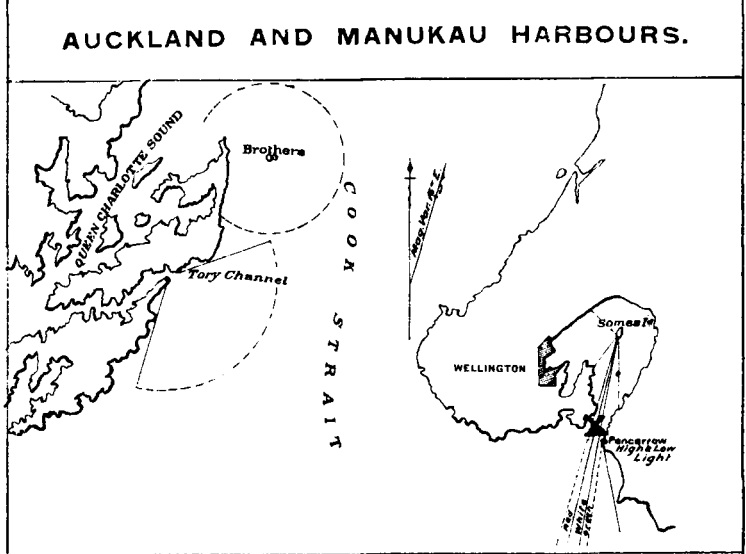 AUCKLAND AND MANUKAU HARBOURS.
QUEEN CHARLOTTE SOUND
Brothers
COOK STRAIT
Tory Channel
WELLINGTON
Somes Is
Pencarrow
High & Low
Light
Red
White
Green